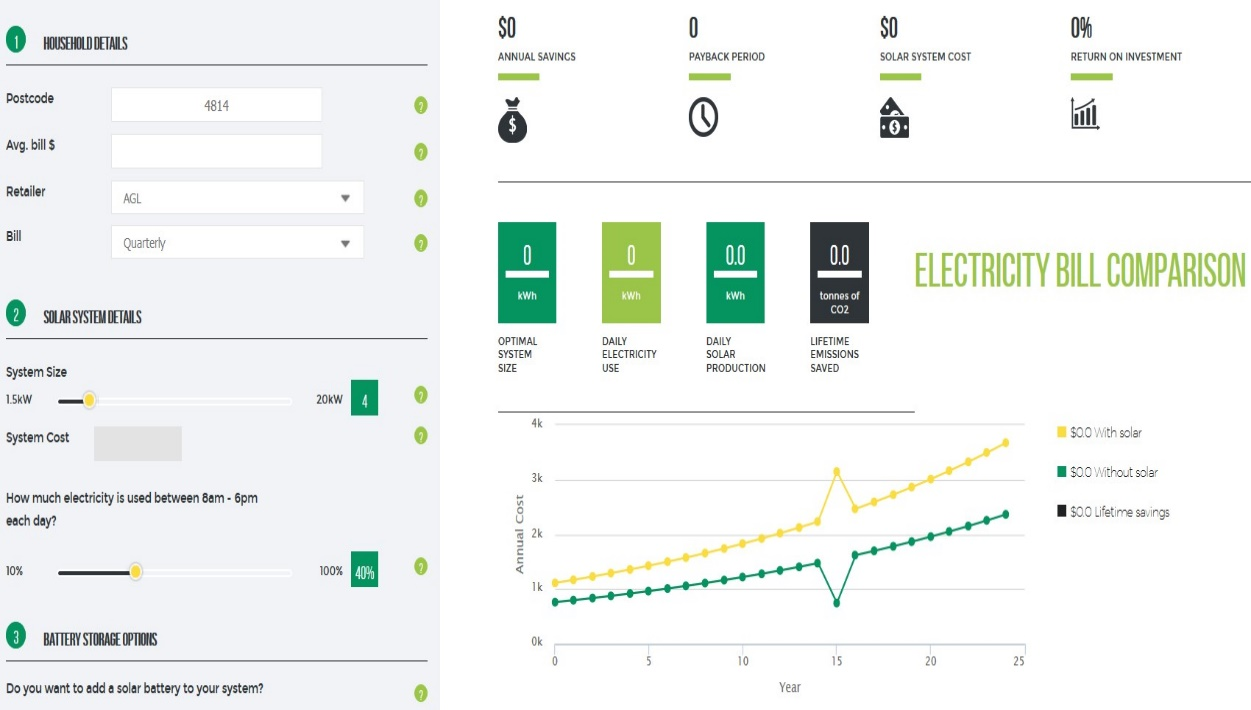 1 HOUSEHOLD DETAILS
Postcode 4814 ?
Avg. bill $ ?
Retailer AGL ?
Bill Quarterly ?
2 SOLAR SYSTEM DETAILS
System Size
1.5kW 20kW 4 ?
System Cost ?
How much electricity is used between 8am - 6pm
each day?
10% 100% 40% ?
3 BATTERY STORAGE OPTIONS
Do you want to add a solar battery to your system? ?
$0
ANNUAL SAVINGS
$
0
PAYBACK PERIOD
$0
SOLAR SYSTEM COST
$
0%
RETURN ON INVESTMENT
0
kWh
OPTIMAL
SYSTEM
SIZE
0
kWh
DAILY
ELECTRICITY
USE
0.0
kWh
DAILY
SOLAR
PRODUCTION
0.0
tonnes of
CO2
LIFETIME
EMISSIONS
SAVED
ELECTRICITY BILL COMPARISON
Annual Cost
4k
3k
2k
1k
0k
0 5 10 15 20 25
Year
$0.0 With solar
$0.0 Without solar
$0.0 Lifetime savings